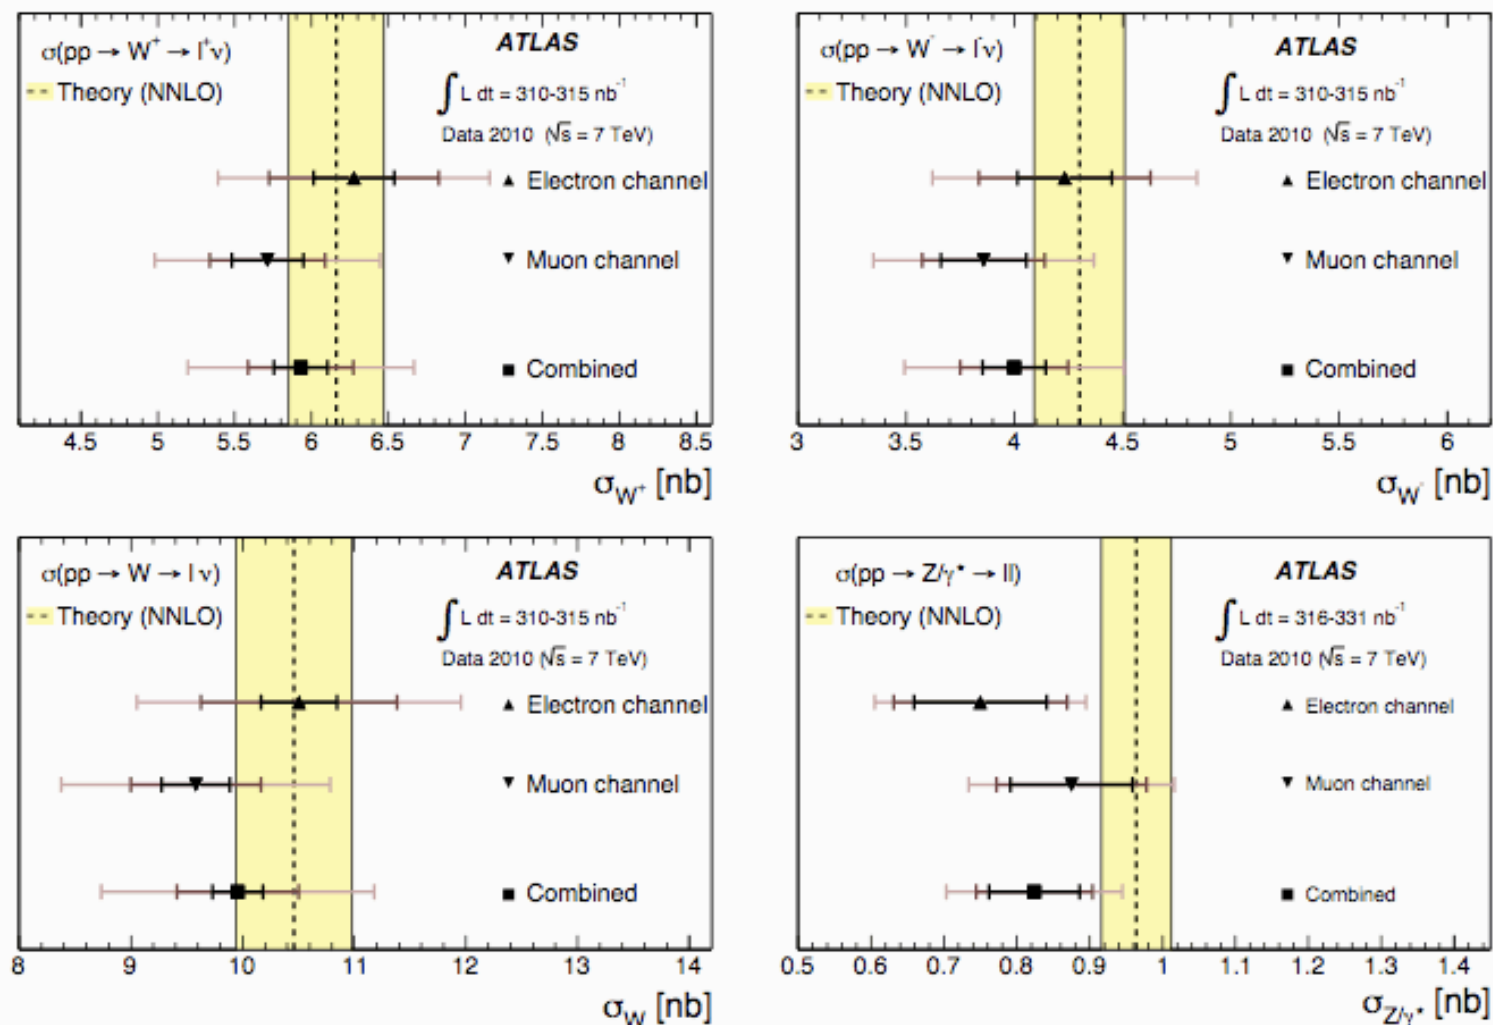 σ(pp → W⁺ → l⁺ν)
ATLAS
Theory (NNLO)
∫ L dt = 310-315 nb⁻¹
Data 2010 (√s = 7 TeV)
Electron channel
Muon channel
Combined
4.5 5 5.5 6 6.5 7 7.5 8 8.5
σ_W⁺ [nb]
σ(pp → W⁻ → l⁻ν)
ATLAS
Theory (NNLO)
∫ L dt = 310-315 nb⁻¹
Data 2010 (√s = 7 TeV)
Electron channel
Muon channel
Combined
3 3.5 4 4.5 5 5.5 6
σ_W⁻ [nb]
σ(pp → W → l ν)
ATLAS
Theory (NNLO)
∫ L dt = 310-315 nb⁻¹
Data 2010 (√s = 7 TeV)
Electron channel
Muon channel
Combined
8 9 10 11 12 13 14
σ_W [nb]
σ(pp → Z/γ* → ll)
ATLAS
Theory (NNLO)
∫ L dt = 316-331 nb⁻¹
Data 2010 (√s = 7 TeV)
Electron channel
Muon channel
Combined
0.5 0.6 0.7 0.8 0.9 1 1.1 1.2 1.3 1.4
σ_Z/γ* [nb]